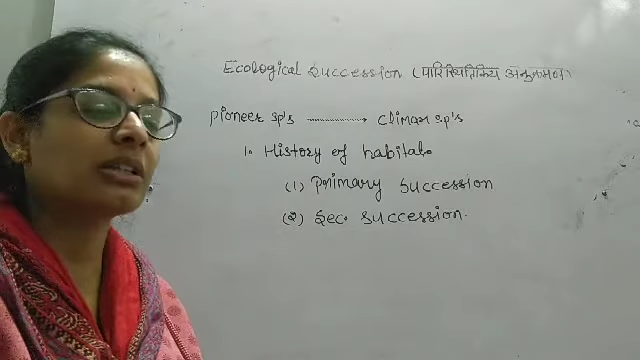 Ecological Succession (पारिस्थितिकीय अनुक्रमण)
Pioneer sp's ----------→ climax sp's
1. History of habitat.
(1) Primary succession
(2) Sec. succession.